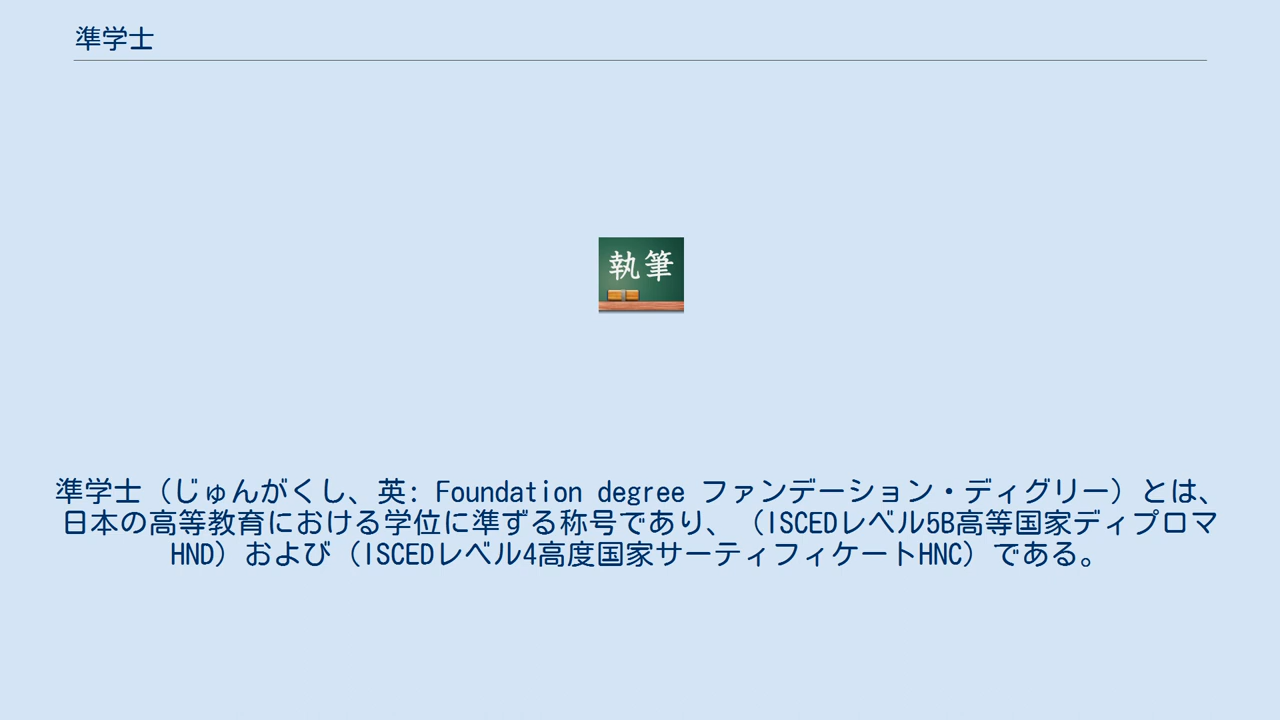 準学士
執筆
準学士（じゅんがくし、英: Foundation degree ファンデーション・ディグリー）とは、
日本の高等教育における学位に準ずる称号であり、（ISCEDレベル5B高等国家ディプロマ
HND）および（ISCEDレベル4高度国家サーティフィケートHNC）である。